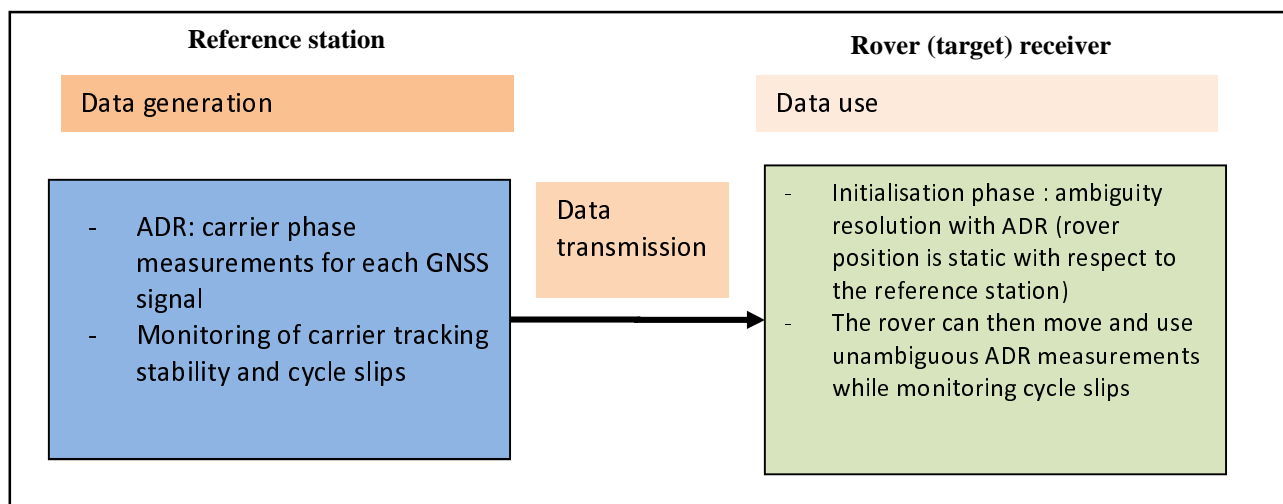 Reference station
Rover (target) receiver
Data generation
Data use
- ADR: carrier phase
measurements for each GNSS
signal
- Monitoring of carrier tracking
stability and cycle slips
Data
transmission
- Initialisation phase : ambiguity
resolution with ADR (rover
position is static with respect to
the reference station)
- The rover can then move and use
unambiguous ADR measurements
while monitoring cycle slips